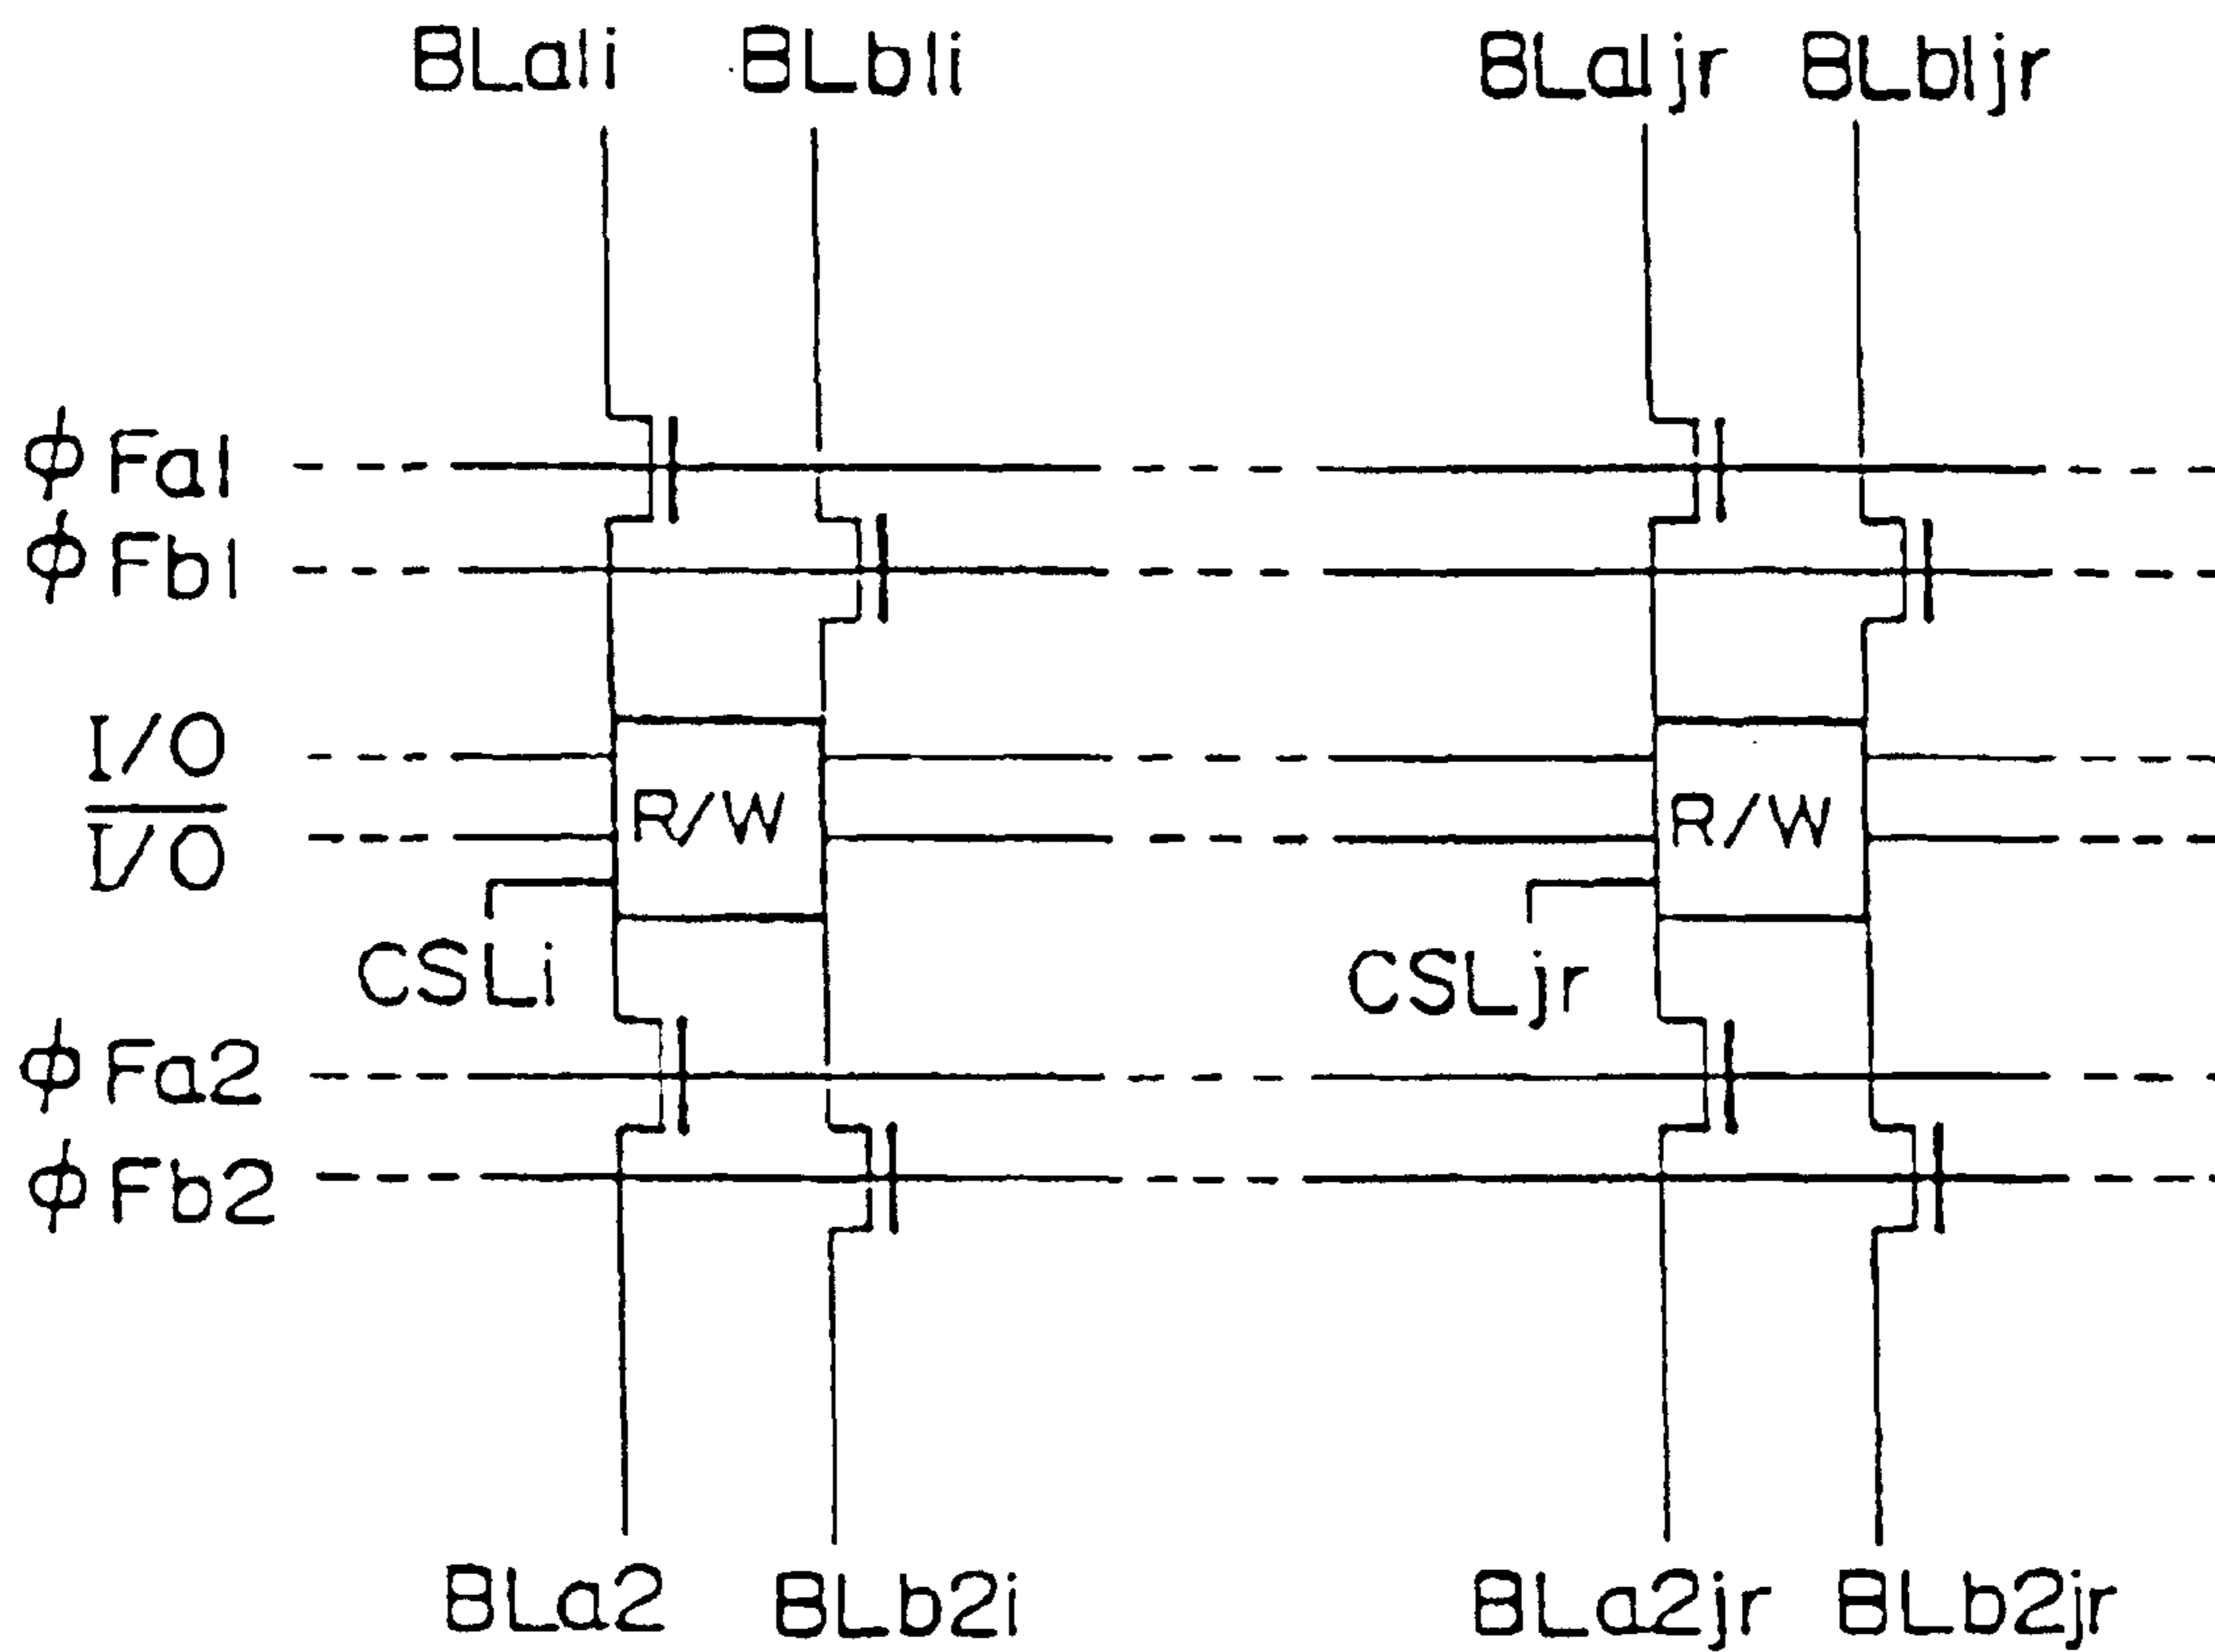 BLa1i BLb1i BLa1jr BLb1jr
φFa1
φFb1
I/O
I̅/̅O̅
R/W R/W
CSLi CSLjr
φFa2
φFb2
BLa2 BLb2i BLa2jr BLb2jr